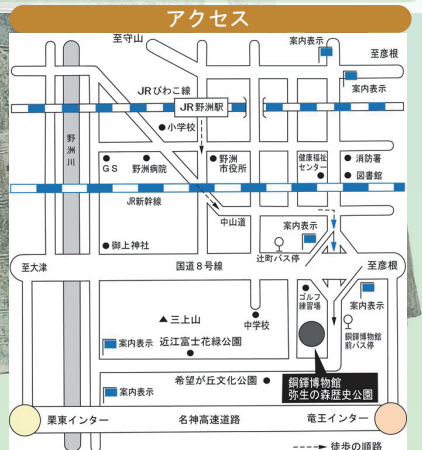 アクセス
至守山
案内表示
至彦根
案内表示
JRびわこ線
JR野洲駅
小学校
野洲川
GS
野洲病院
野洲
市役所
健康福祉
センター
消防署
図書館
JR新幹線
中山道
案内表示
辻町バス停
御上神社
至大津
国道8号線
至彦根
ゴルフ
練習場
案内表示
中学校
銅鐸博物館
前バス停
三上山
案内表示
近江富士花緑公園
希望が丘文化公園
銅鐸博物館
弥生の森歴史公園
案内表示
栗東インター
名神高速道路
竜王インター
徒歩の順路